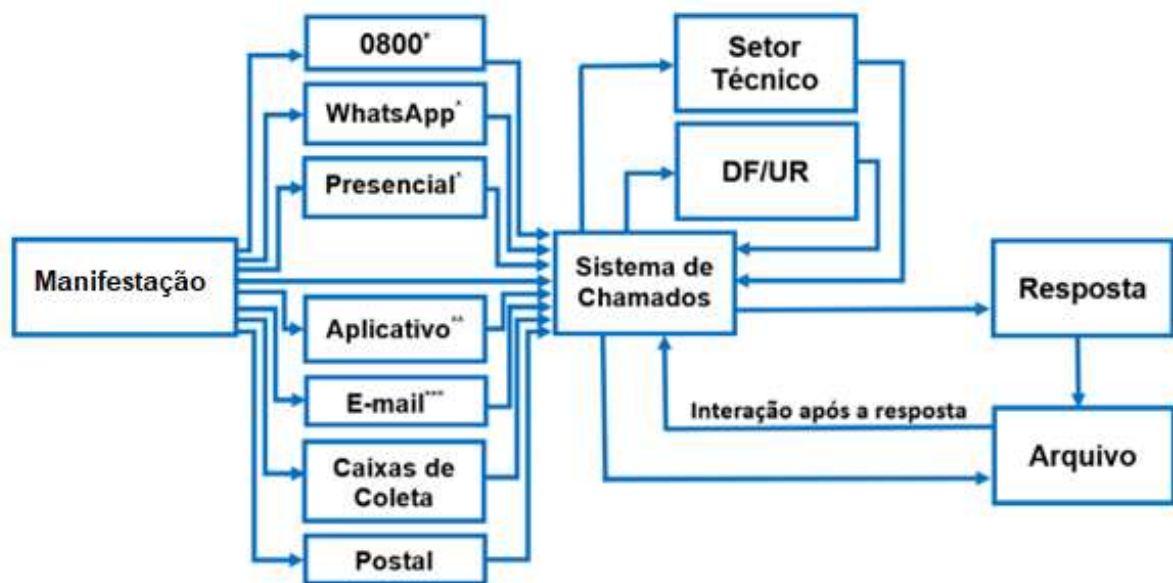 0800*
WhatsApp*
Presencial*
Manifestação
Aplicativo**
E-mail***
Caixas de
Coleta
Postal
Sistema de
Chamados
Setor
Técnico
DF/UR
Resposta
Interação após a resposta
Arquivo